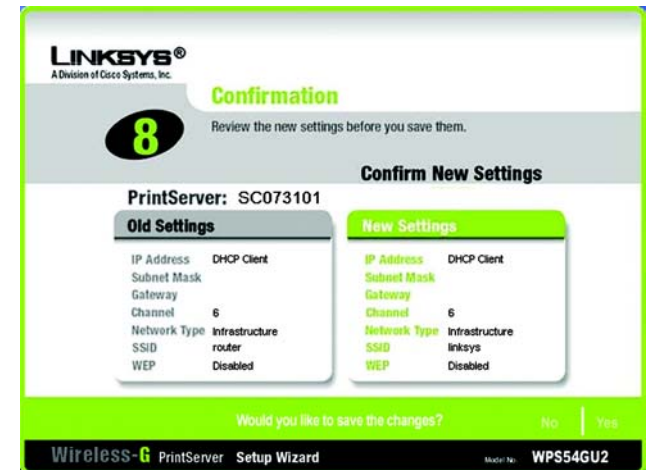 LINKSYS®
A Division of Cisco Systems, Inc.
Confirmation
8
Review the new settings before you save them.
Confirm New Settings
PrintServer: SC073101
Old Settings
IP Address DHCP Client
Subnet Mask
Gateway
Channel 6
Network Type Infrastructure
SSID router
WEP Disabled
New Settings
IP Address DHCP Client
Subnet Mask
Gateway
Channel 6
Network Type Infrastructure
SSID linksys
WEP Disabled
Would you like to save the changes?
No Yes
Wireless-G PrintServer Setup Wizard Model No. WPS54GU2